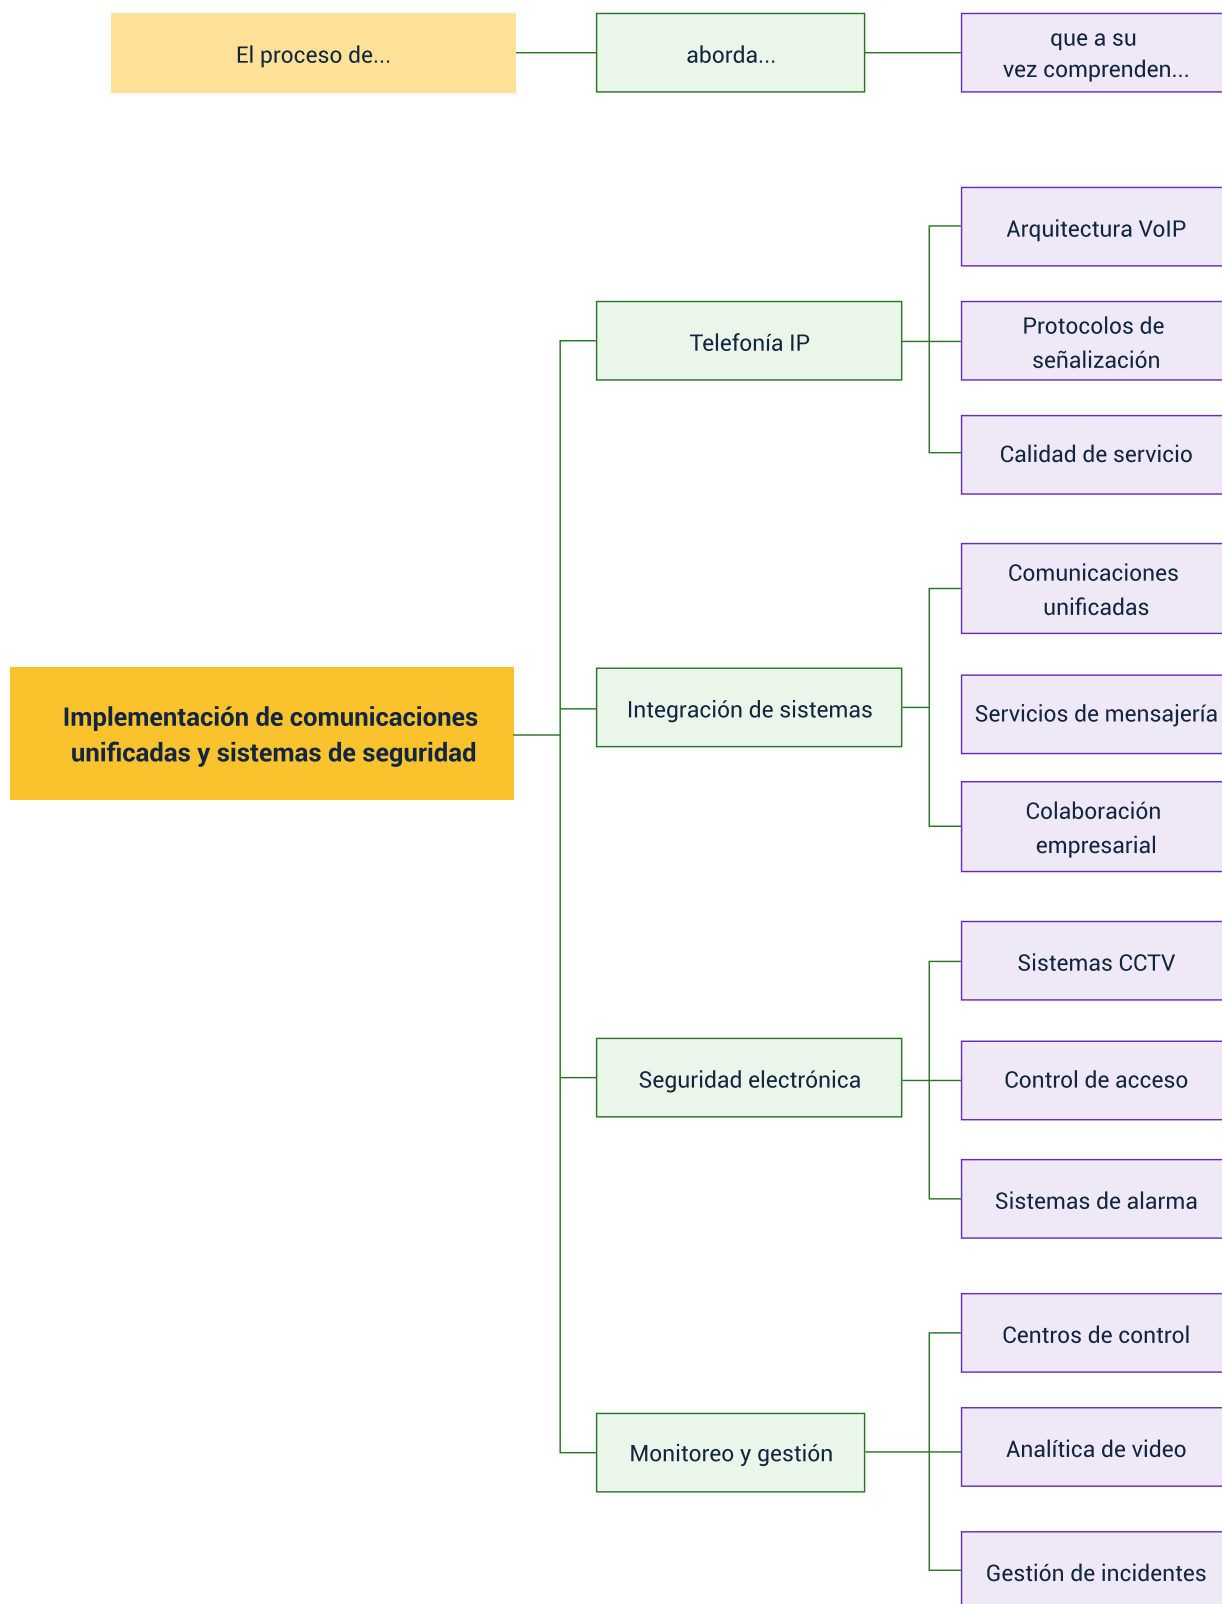 El proceso de...
aborda...
que a su
vez comprenden...
Implementación de comunicaciones
unificadas y sistemas de seguridad
Telefonía IP
Arquitectura VoIP
Protocolos de
señalización
Calidad de servicio
Integración de sistemas
Comunicaciones
unificadas
Servicios de mensajería
Colaboración
empresarial
Seguridad electrónica
Sistemas CCTV
Control de acceso
Sistemas de alarma
Monitoreo y gestión
Centros de control
Analítica de video
Gestión de incidentes